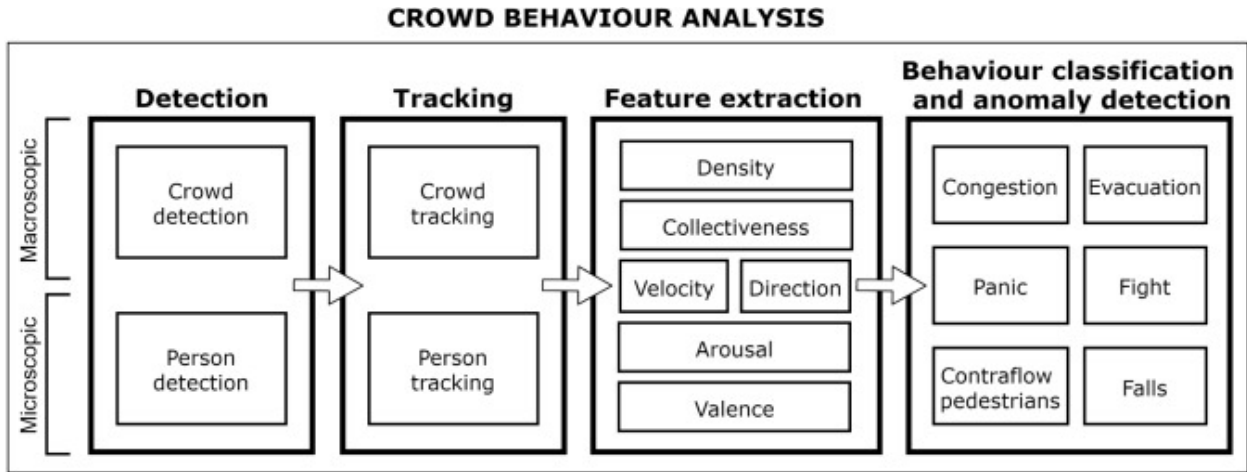 CROWD BEHAVIOUR ANALYSIS
Detection
Tracking
Feature extraction
Behaviour classification
and anomaly detection
Macroscopic
Microscopic
Crowd
detection
Person
detection
Crowd
tracking
Person
tracking
Density
Collectiveness
Velocity
Direction
Arousal
Valence
Congestion
Evacuation
Panic
Fight
Contraflow
pedestrians
Falls